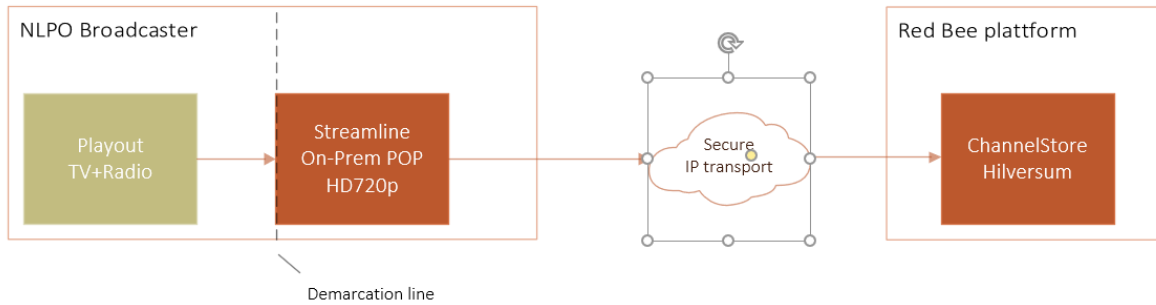 NLPO Broadcaster
Playout
TV+Radio
Streamline
On-Prem POP
HD720p
Secure
IP transport
Red Bee plattform
ChannelStore
Hilversum
Demarcation line